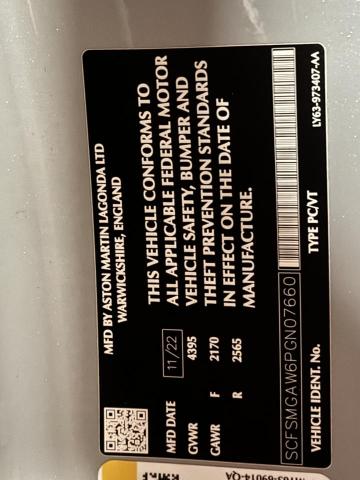 MFD BY ASTON MARTIN LAGONDA LTD
WARWICKSHIRE, ENGLAND
THIS VEHICLE CONFORMS TO
ALL APPLICABLE FEDERAL MOTOR
VEHICLE SAFETY, BUMPER AND
THEFT PREVENTION STANDARDS
IN EFFECT ON THE DATE OF
MANUFACTURE.
MFD DATE 11/22
GVWR 4395
GAWR F 2170
R 2565
SCFSMGAW6PGN07660
VEHICLE IDENT. No.
TYPE PC/VT
LY63-973407-AA